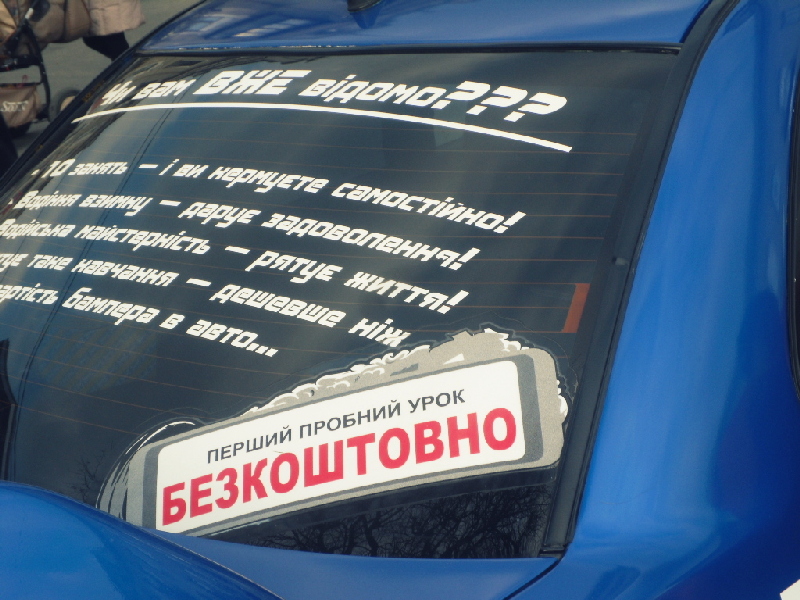 Чи вам ВЖЕ відомо???
- 10 занять – і ви кермуєте самостійно!
- Водіння взимку – дарує задоволення!
Водійська майстерність – рятує життя!
таке навчання – дешевше ніж
вартість бампера в авто...
ПЕРШИЙ ПРОБНИЙ УРОК
БЕЗКОШТОВНО